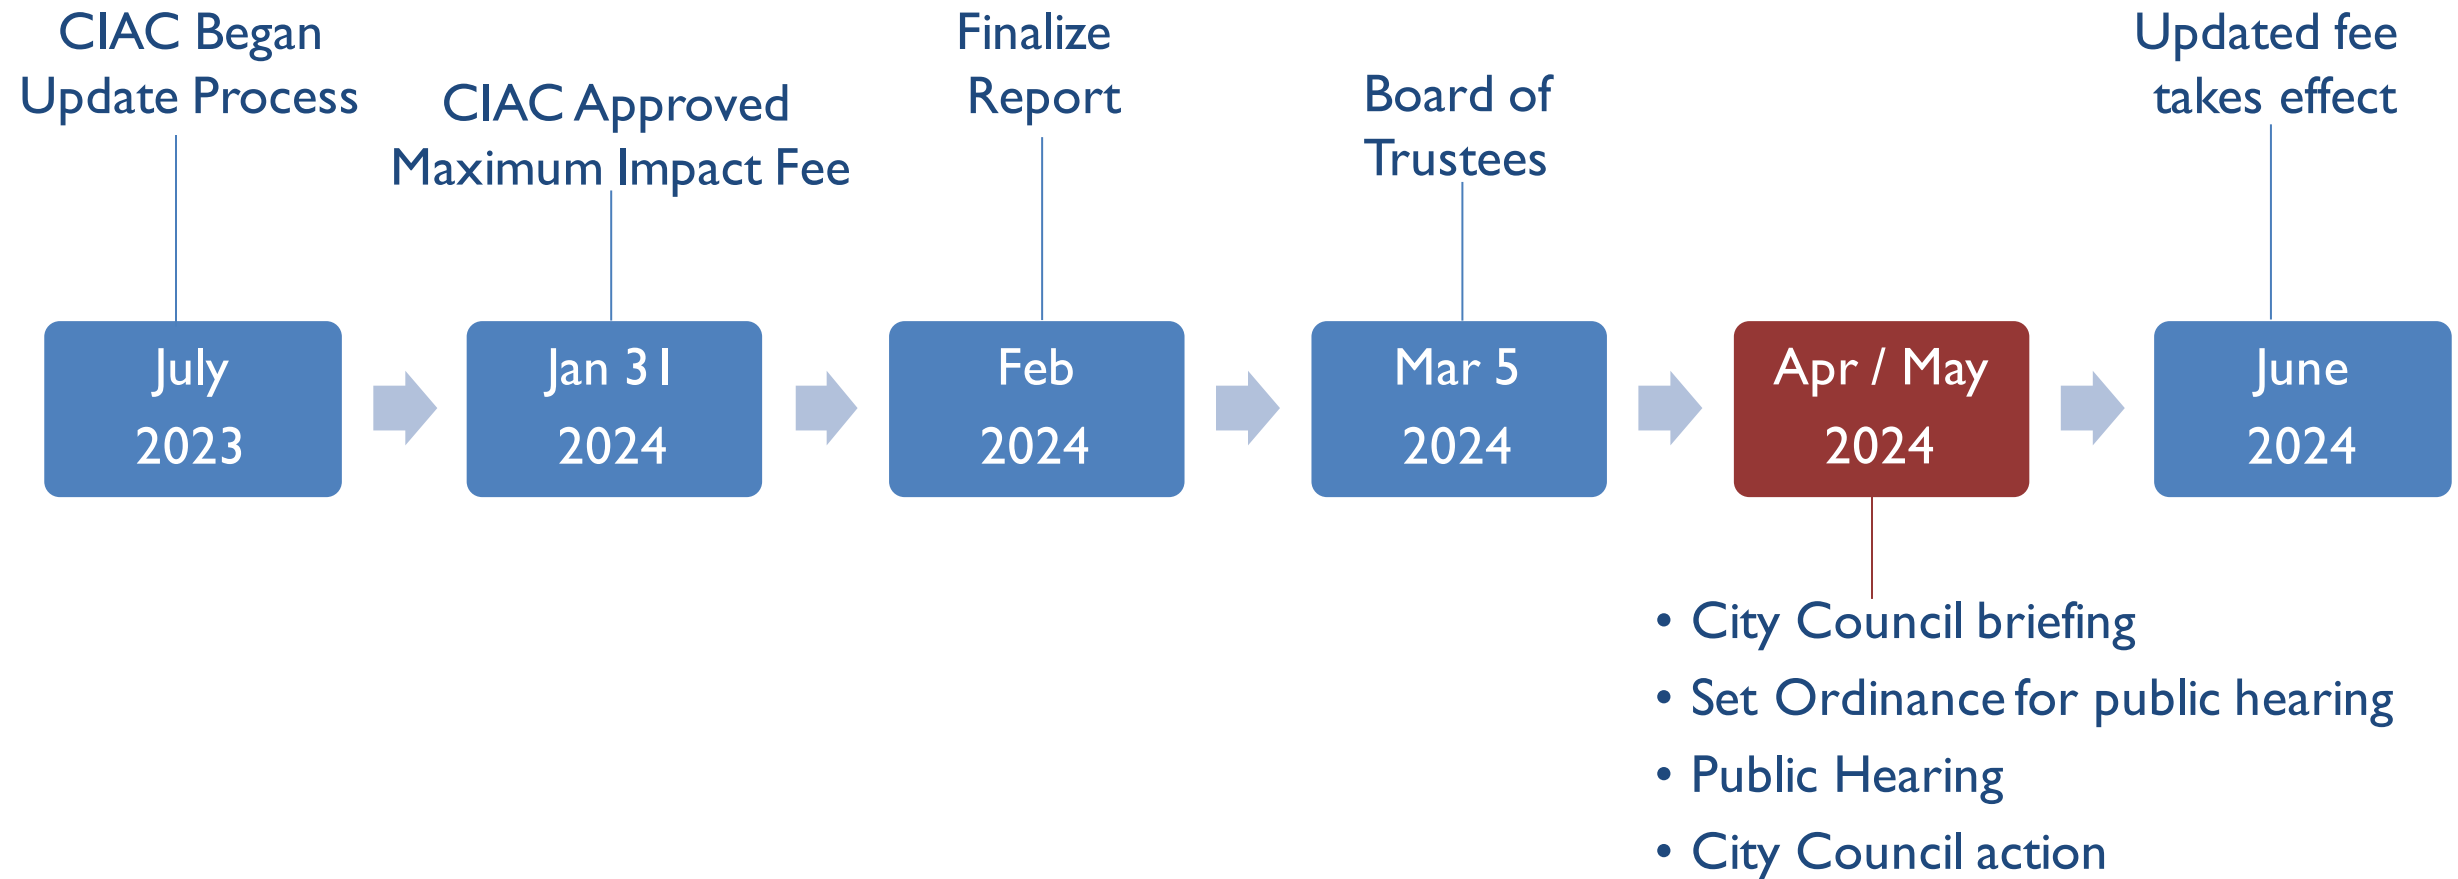 CIAC Began
Update Process
CIAC Approved
Maximum Impact Fee
Finalize
Report
Board of
Trustees
Updated fee
takes effect
July
2023
Jan 31
2024
Feb
2024
Mar 5
2024
Apr / May
2024
June
2024
• City Council briefing
• Set Ordinance for public hearing
• Public Hearing
• City Council action